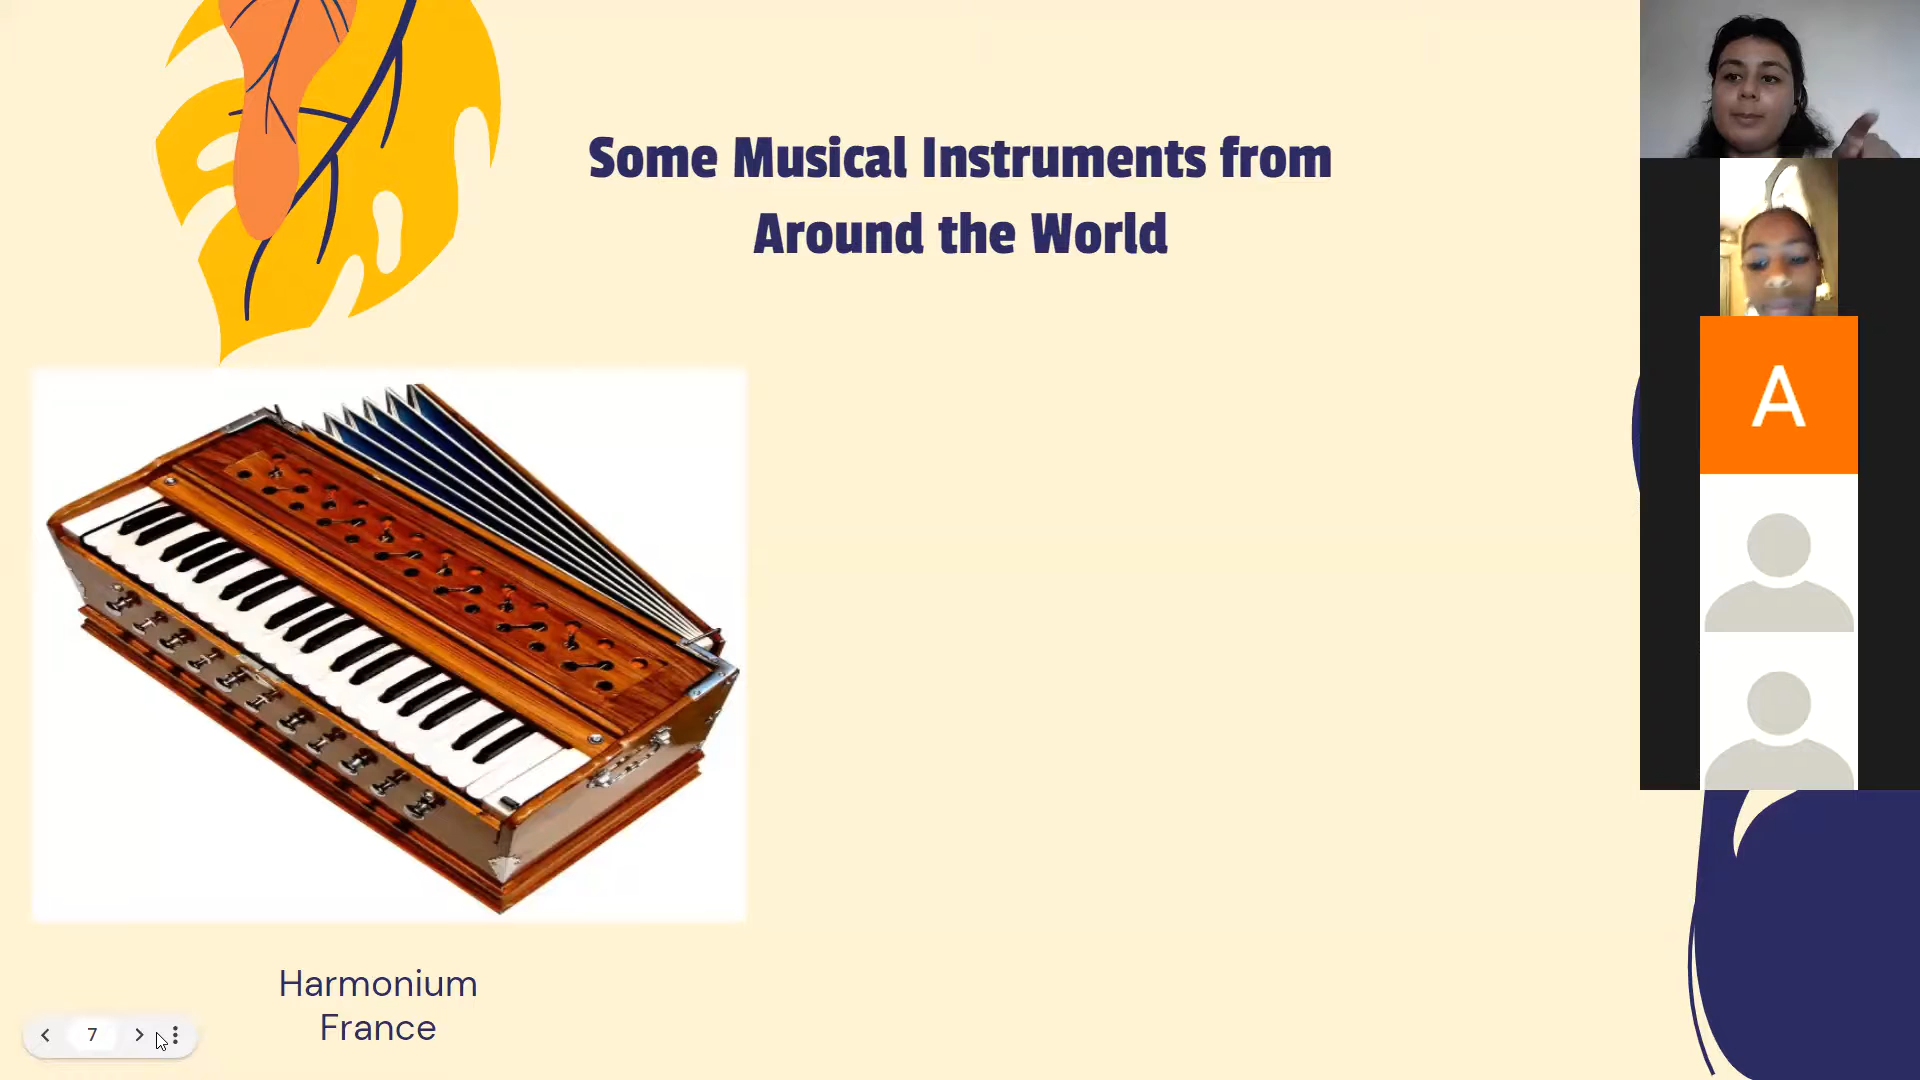 Some Musical Instruments from
Around the World
A
Harmonium
France
7